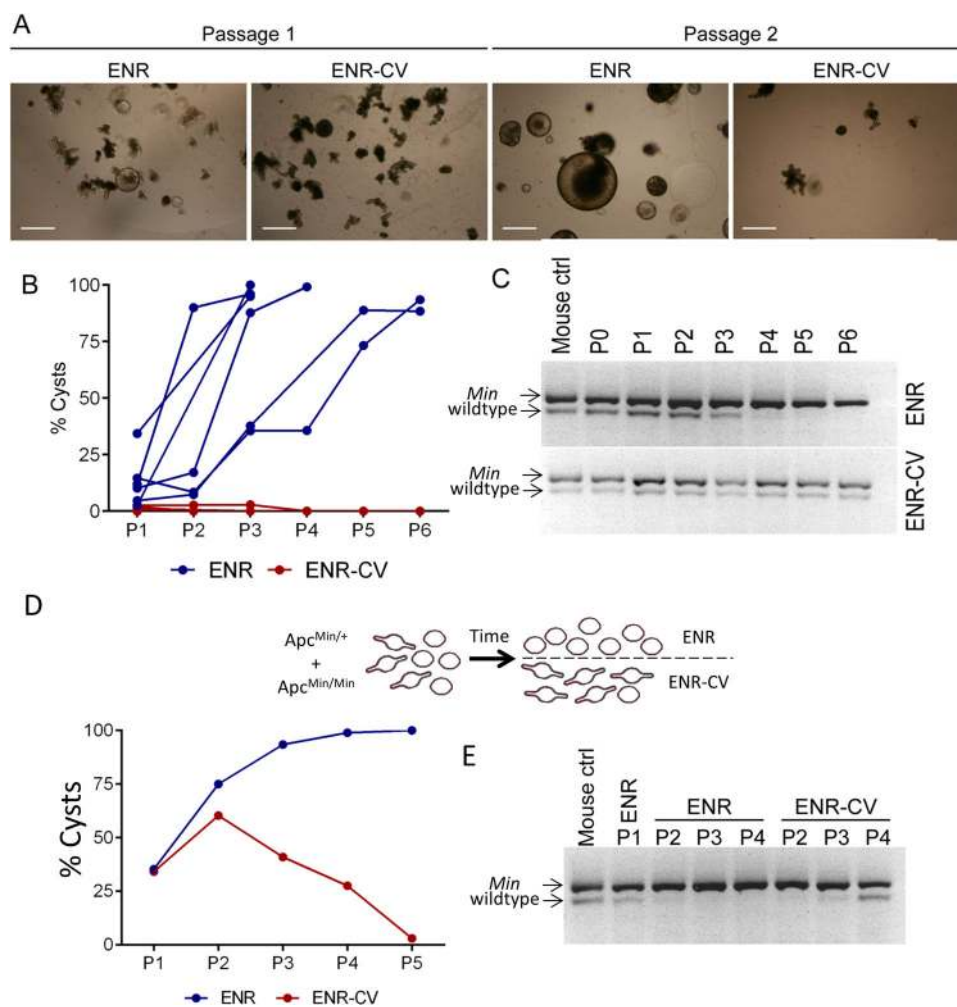 A
Passage 1
Passage 2
ENR
ENR-CV
ENR
ENR-CV
B
% Cysts
100
75
50
25
0
P1 P2 P3 P4 P5 P6
ENR ENR-CV
C
Mouse ctrl P0 P1 P2 P3 P4 P5 P6
Min
wildtype
ENR
Min
wildtype
ENR-CV
D
Apc Min/+
+
Apc Min/Min
Time
ENR
ENR-CV
% Cysts
100
75
50
25
0
P1 P2 P3 P4 P5
ENR ENR-CV
E
Mouse ctrl
ENR
P1
ENR
P2 P3 P4
ENR-CV
P2 P3 P4
Min
wildtype